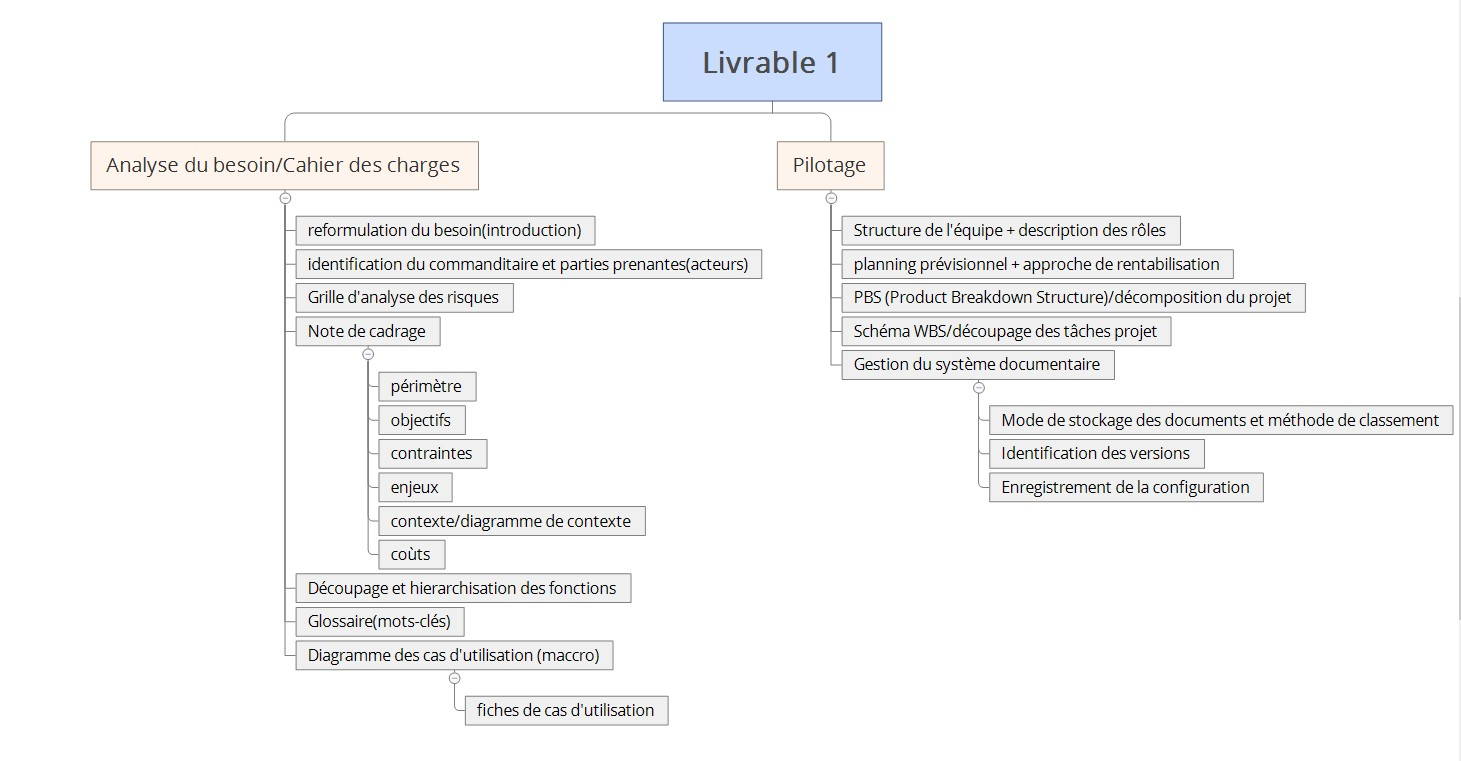 Livrable 1
Analyse du besoin/Cahier des charges
reformulation du besoin(introduction)
identification du commanditaire et parties prenantes(acteurs)
Grille d'analyse des risques
Note de cadrage
périmètre
objectifs
contraintes
enjeux
contexte/diagramme de contexte
coùts
Découpage et hierarchisation des fonctions
Glossaire(mots-clés)
Diagramme des cas d'utilisation (maccro)
fiches de cas d'utilisation
Pilotage
Structure de l'équipe + description des rôles
planning prévisionnel + approche de rentabilisation
PBS (Product Breakdown Structure)/décomposition du projet
Schéma WBS/découpage des tâches projet
Gestion du système documentaire
Mode de stockage des documents et méthode de classement
Identification des versions
Enregistrement de la configuration